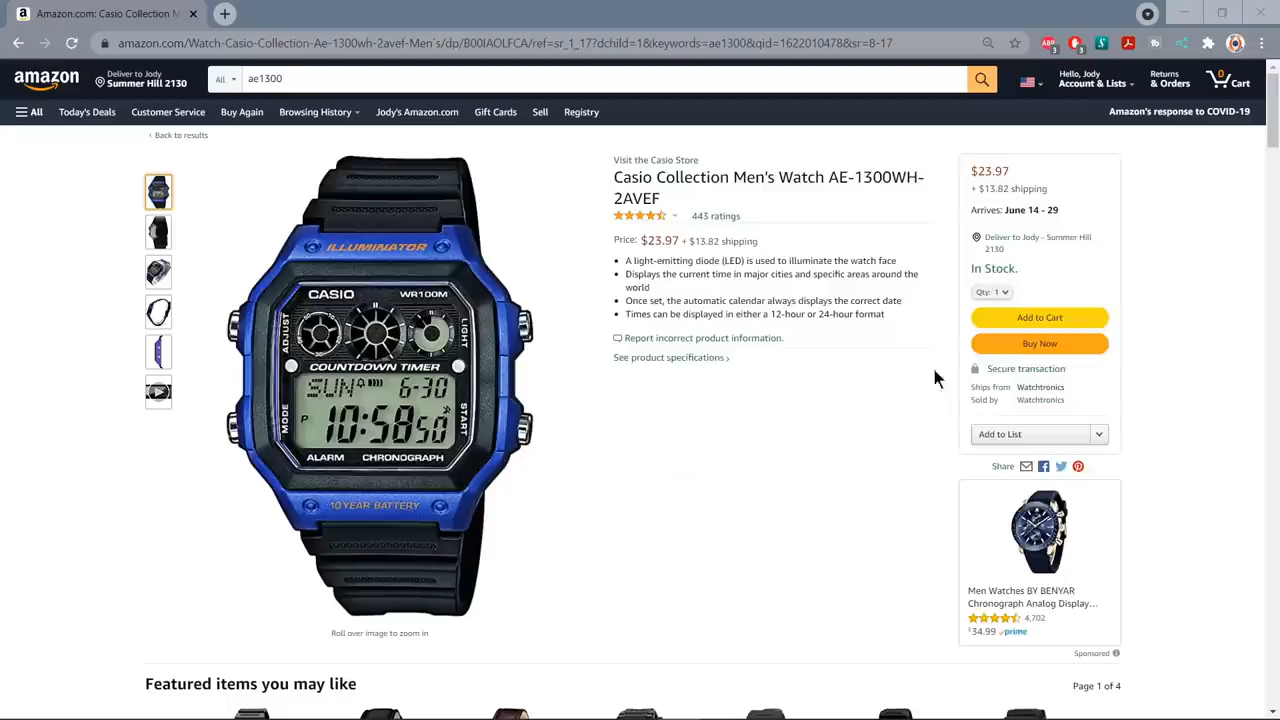 Amazon.com: Casio Collection M
amazon.com/Watch-Casio-Collection-Ae-1300wh-2avef-Men's/dp/B00IAOLFCA/ref=sr_1_17?dchild=1&keywords=ae1300&qid=1622010478&sr=8-17
amazon
Deliver to Jody
Summer Hill 2130
All
ae1300
Hello, Jody
Account & Lists
Returns
& Orders
0
Cart
All
Today's Deals
Customer Service
Buy Again
Browsing History
Jody's Amazon.com
Gift Cards
Sell
Registry
Amazon's response to COVID-19
‹ Back to results
ILLUMINATOR
CASIO
WR100M
ADJUST
LIGHT
30
COUNTDOWN TIMER
SUN
6-30
P
10:58 50
MODE
START
ALARM
CHRONOGRAPH
10 YEAR BATTERY
Roll over image to zoom in
Visit the Casio Store
Casio Collection Men's Watch AE-1300WH-
2AVEF
443 ratings
Price: $23.97 + $13.82 shipping
• A light-emitting diode (LED) is used to illuminate the watch face
• Displays the current time in major cities and specific areas around the
world
• Once set, the automatic calendar always displays the correct date
• Times can be displayed in either a 12-hour or 24-hour format
Report incorrect product information.
See product specifications ›
$23.97
+ $13.82 shipping
Arrives: June 14 - 29
Deliver to Jody - Summer Hill
2130
In Stock.
Qty: 1
Add to Cart
Buy Now
Secure transaction
Ships from Watchtronics
Sold by Watchtronics
Add to List
Share
Men Watches BY BENYAR
Chronograph Analog Display...
4,702
$34.99 prime
Sponsored
Featured items you may like
Page 1 of 4